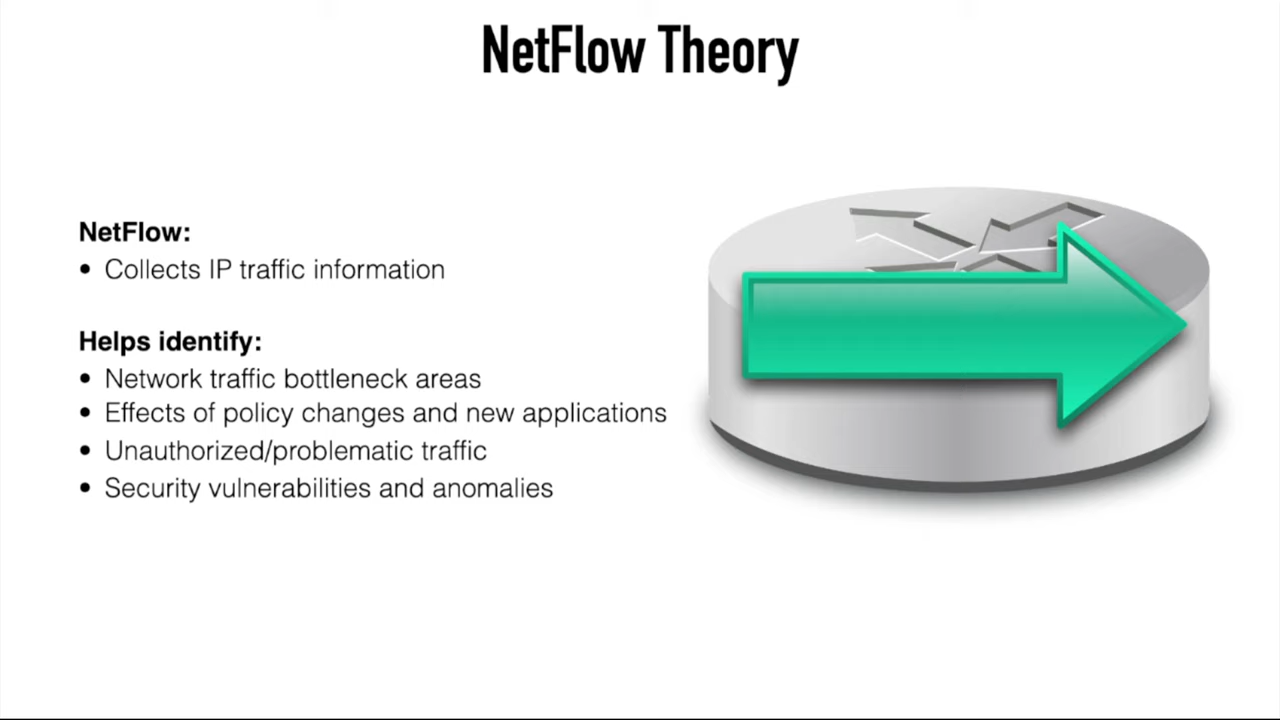 NetFlow Theory
NetFlow:
• Collects IP traffic information
Helps identify:
• Network traffic bottleneck areas
• Effects of policy changes and new applications
• Unauthorized/problematic traffic
• Security vulnerabilities and anomalies